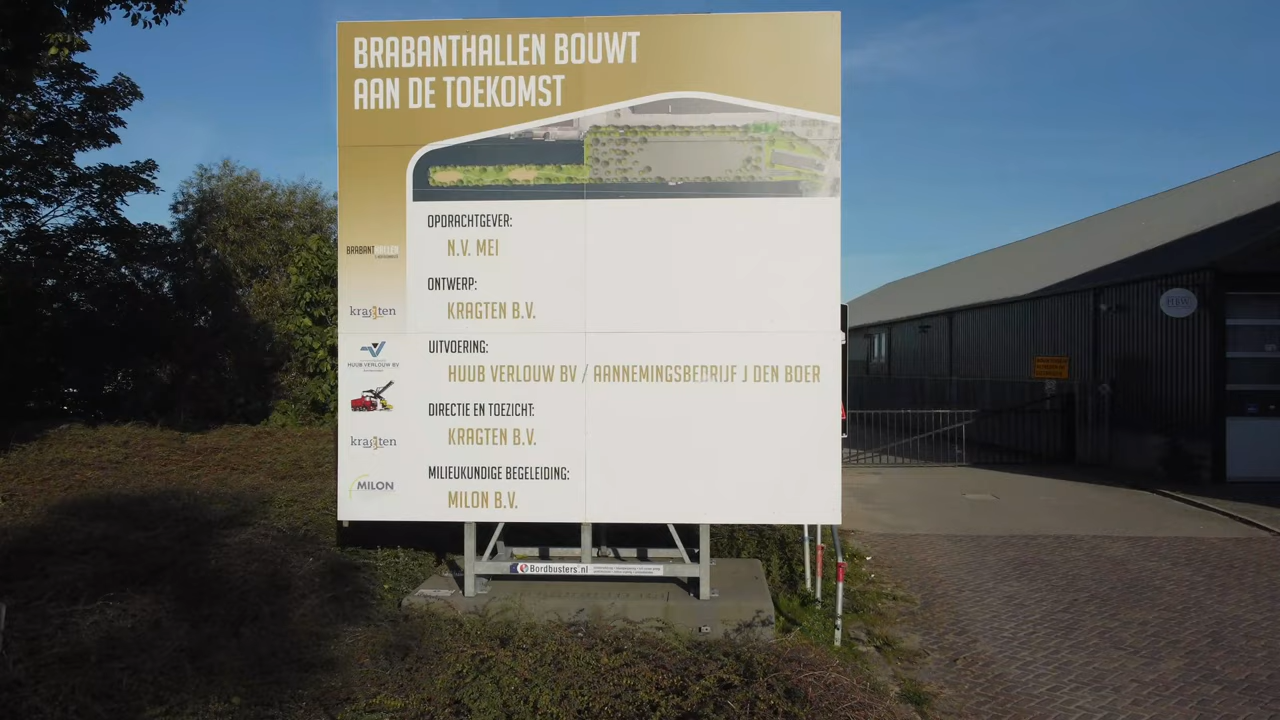 BRABANTHALLEN BOUWT
AAN DE TOEKOMST
OPDRACHTGEVER:
N.V. MEI
BRABANTHALLEN
ONTWERP:
KRAGTEN B.V.
kragten
UITVOERING:
HUUB VERLOUW BV / AANNEMINGSBEDRIJF J DEN BOER
HUUB VERLOUW BV
DIRECTIE EN TOEZICHT:
KRAGTEN B.V.
kragten
MILIEUKUNDIGE BEGELEIDING:
MILON B.V.
MILON
Bordbusters.nl